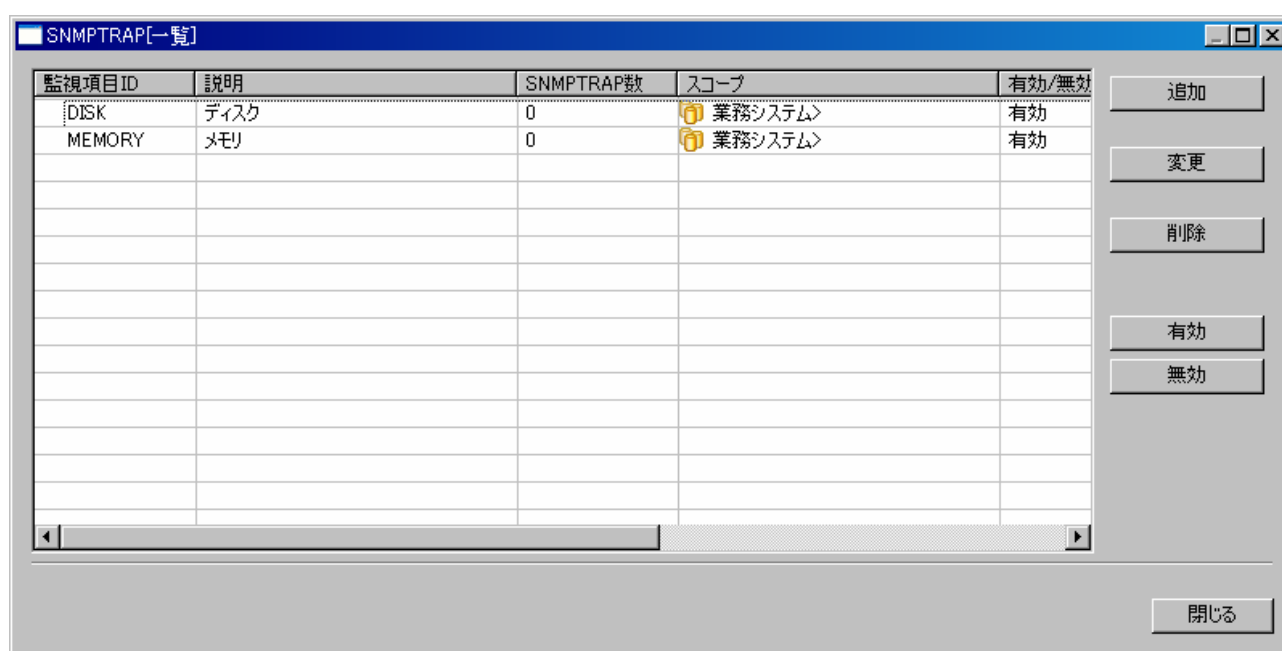 SNMPTRAP[一覧]
監視項目ID 説明 SNMPTRAP数 スコープ 有効/無効
DISK ディスク 0 業務システム> 有効
MEMORY メモリ 0 業務システム> 有効
追加
変更
削除
有効
無効
閉じる